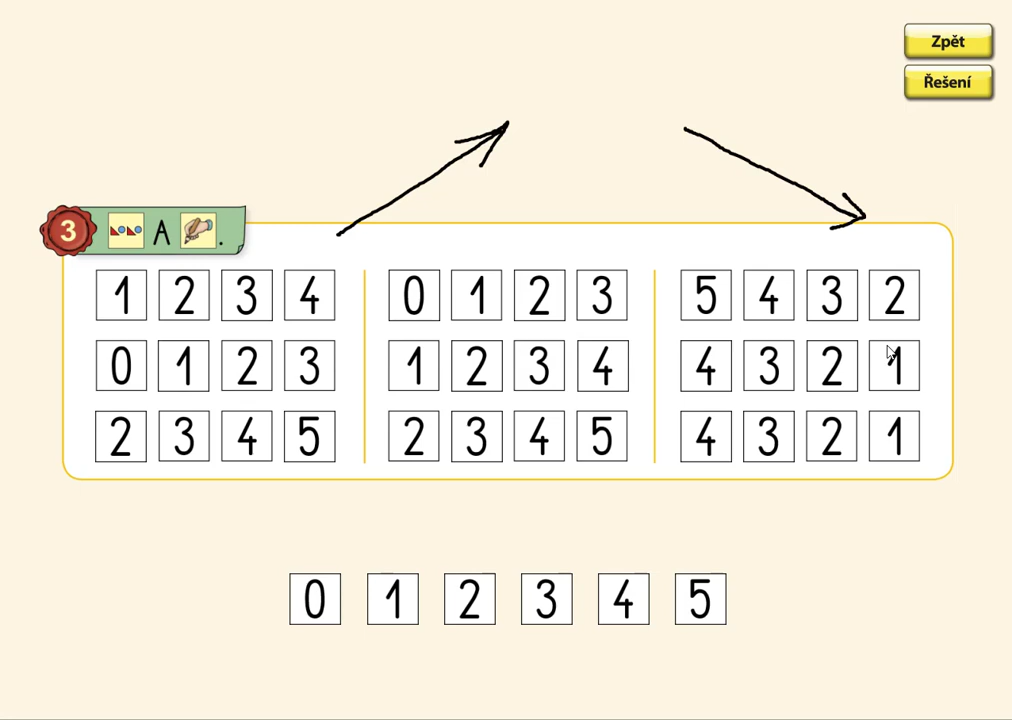 Zpět
Řešení
3 A .
1 2 3 4 0 1 2 3 5 4 3 2
0 1 2 3 1 2 3 4 4 3 2 1
2 3 4 5 2 3 4 5 4 3 2 1
0 1 2 3 4 5